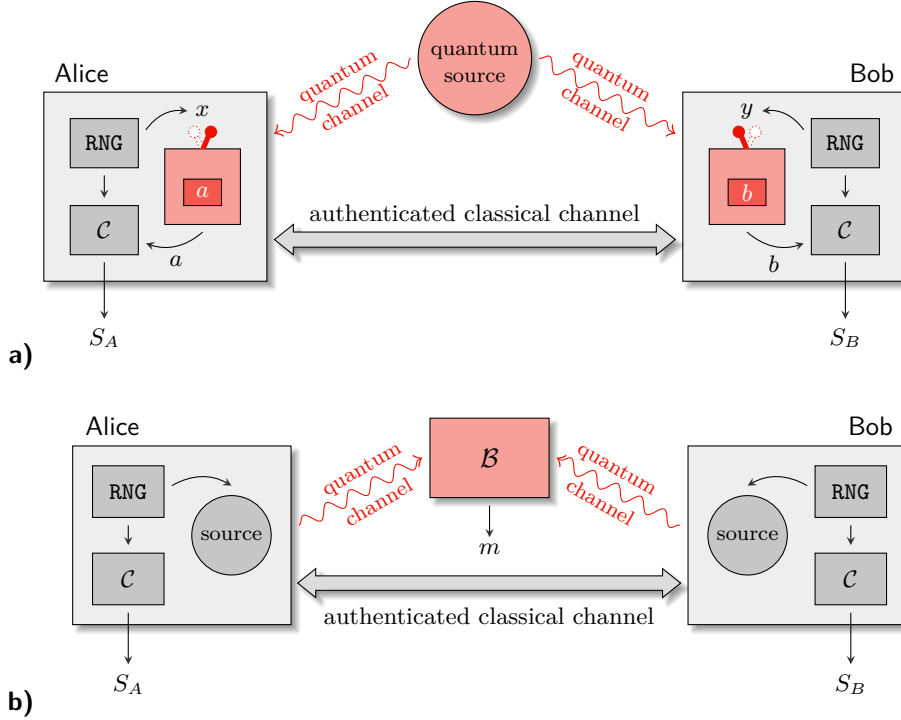 quantum
source
Alice
Bob
quantum
channel
quantum
channel
RNG
x
a
C
a
authenticated classical channel
y
RNG
b
C
b
S_A
S_B
a)
Alice
Bob
quantum
channel
B
quantum
channel
RNG
source
C
m
source
RNG
C
authenticated classical channel
S_A
S_B
b)